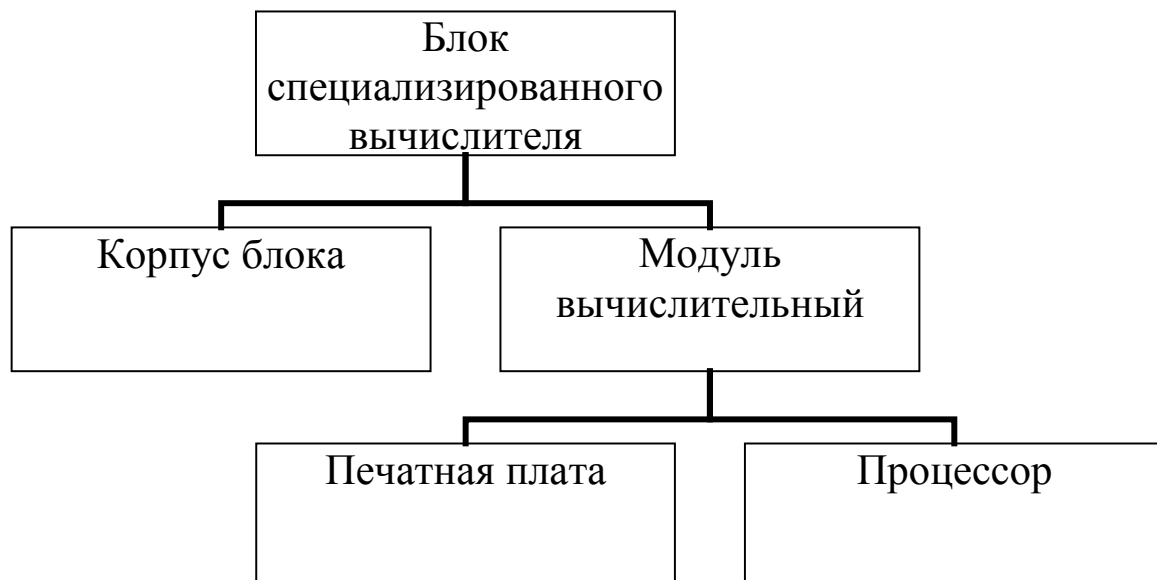 Блок
специализированного
вычислителя
Корпус блока
Модуль
вычислительный
Печатная плата
Процессор